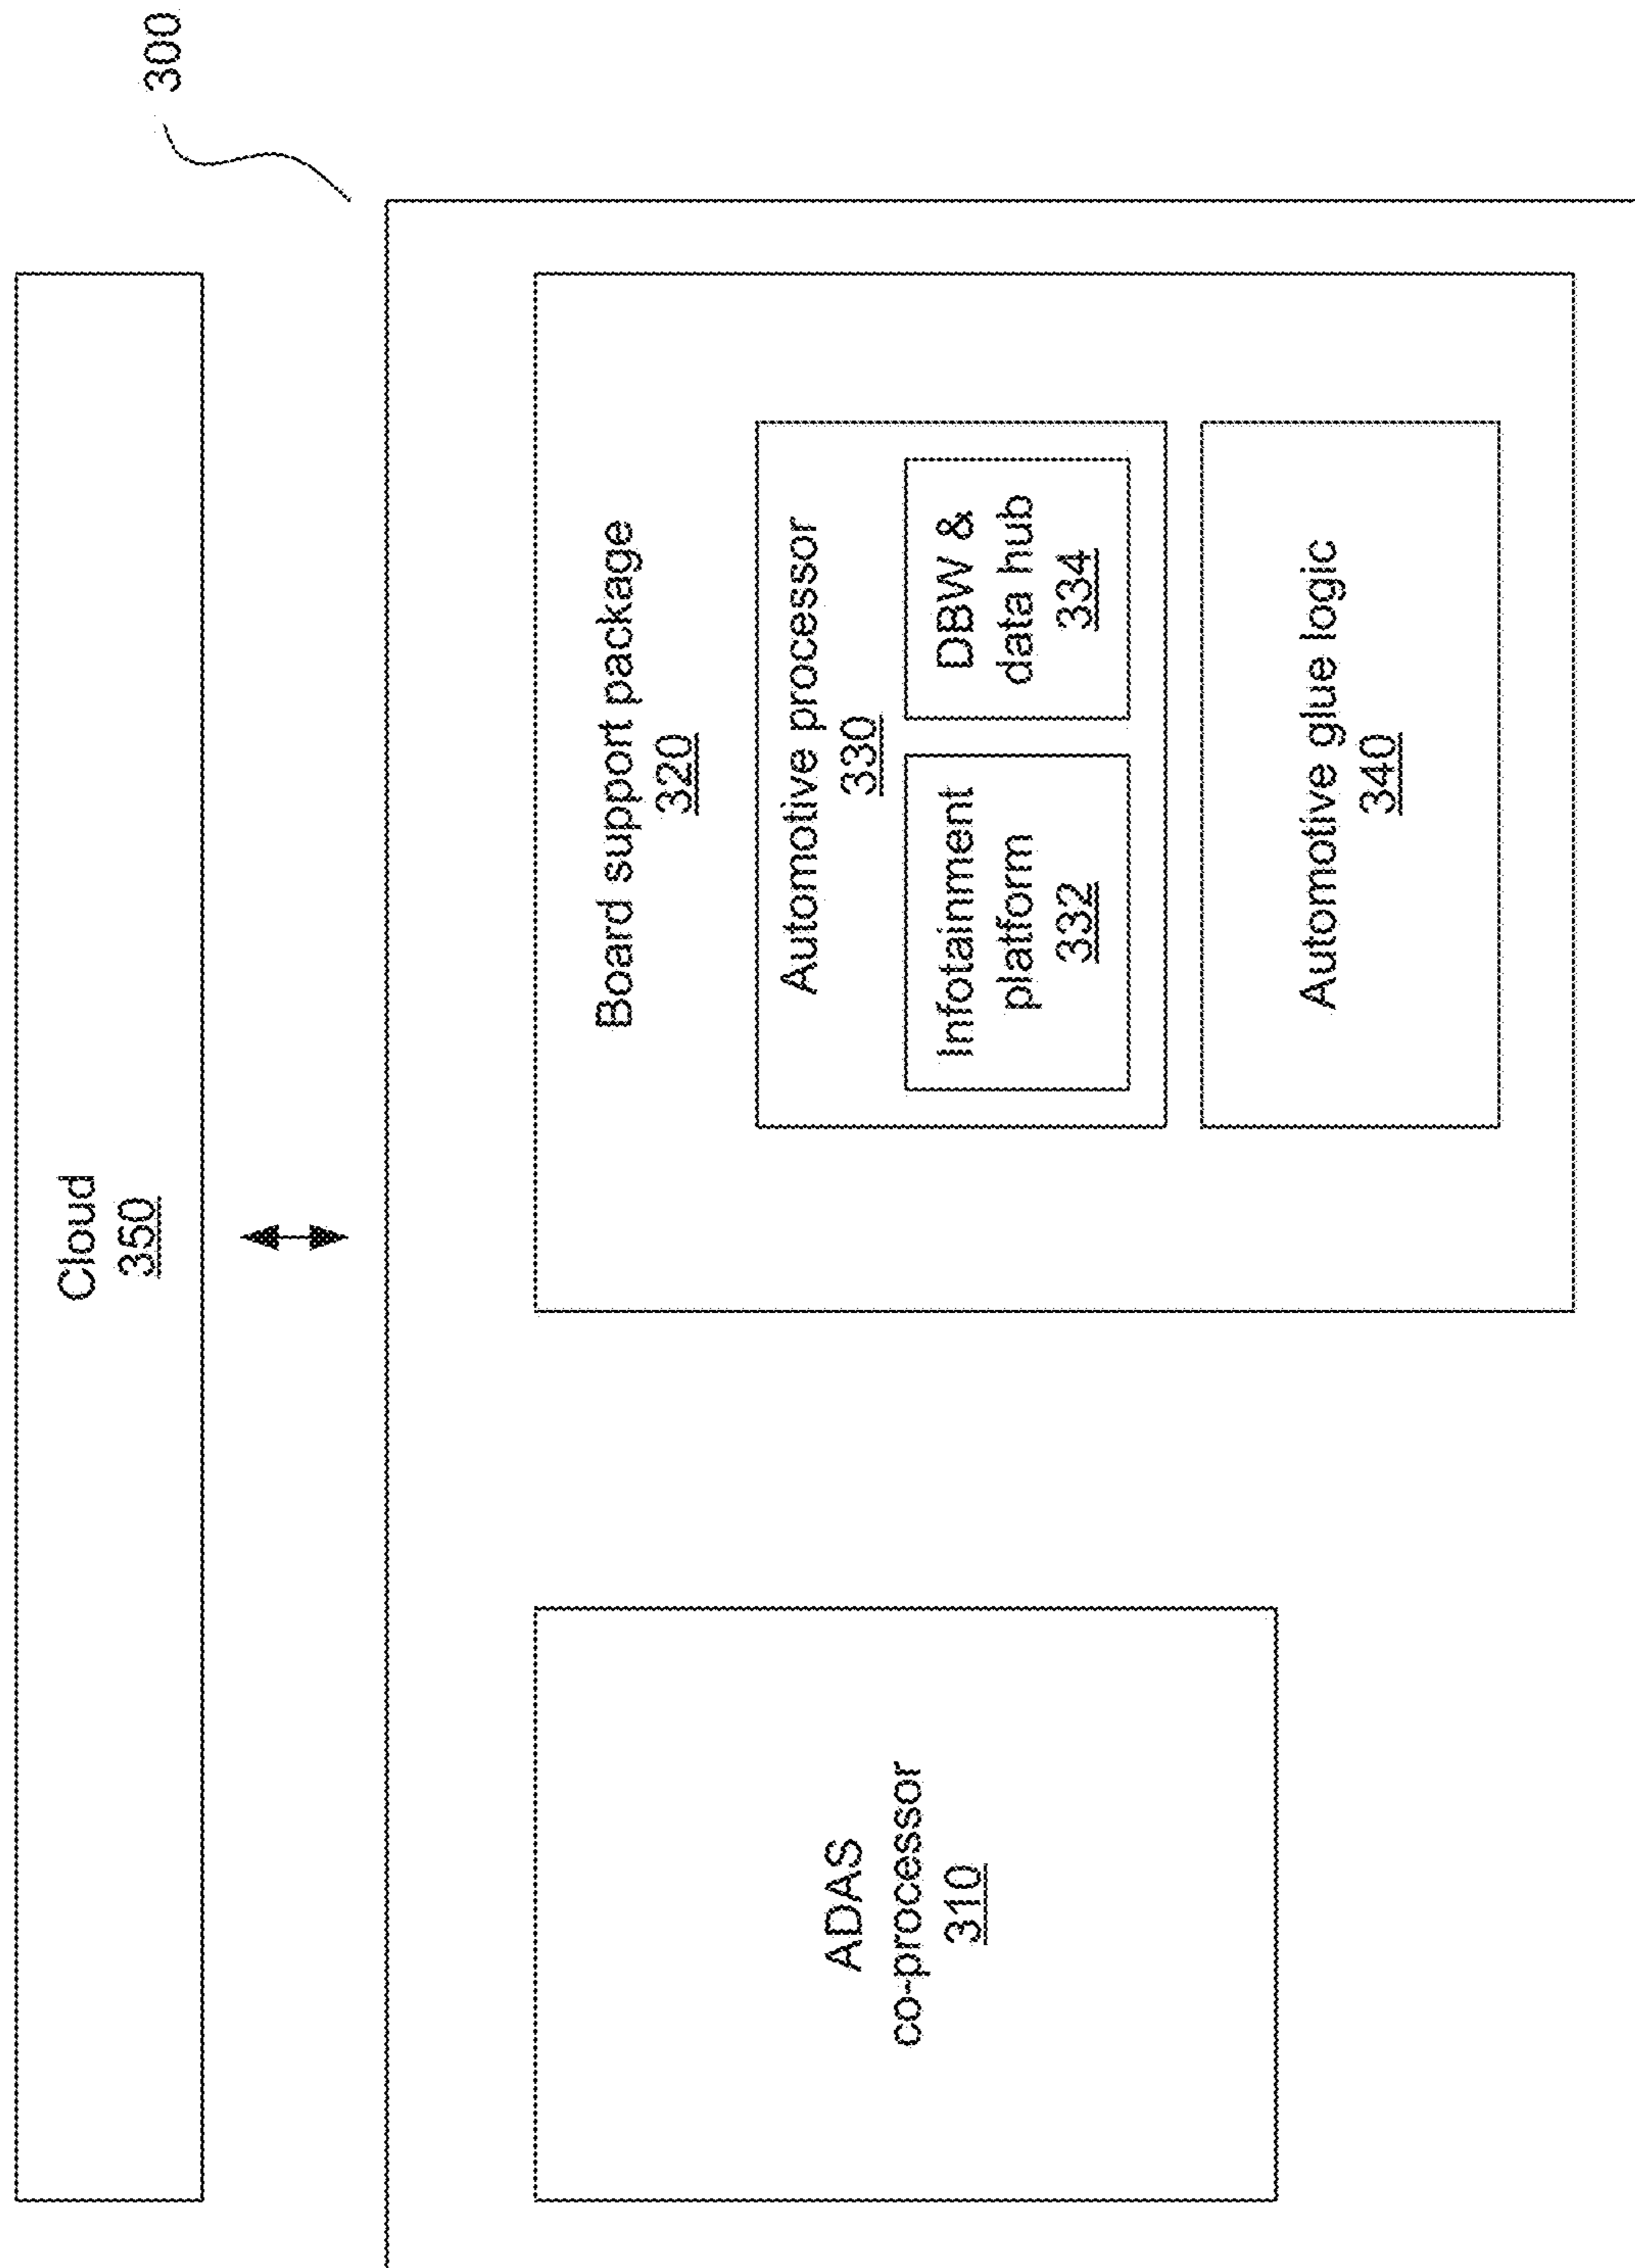 300
Cloud
350
ADAS
co-processor
310
Board support package
320
Automotive processor
330
Infotainment
platform
332
DBW &
data hub
334
Automotive glue logic
340